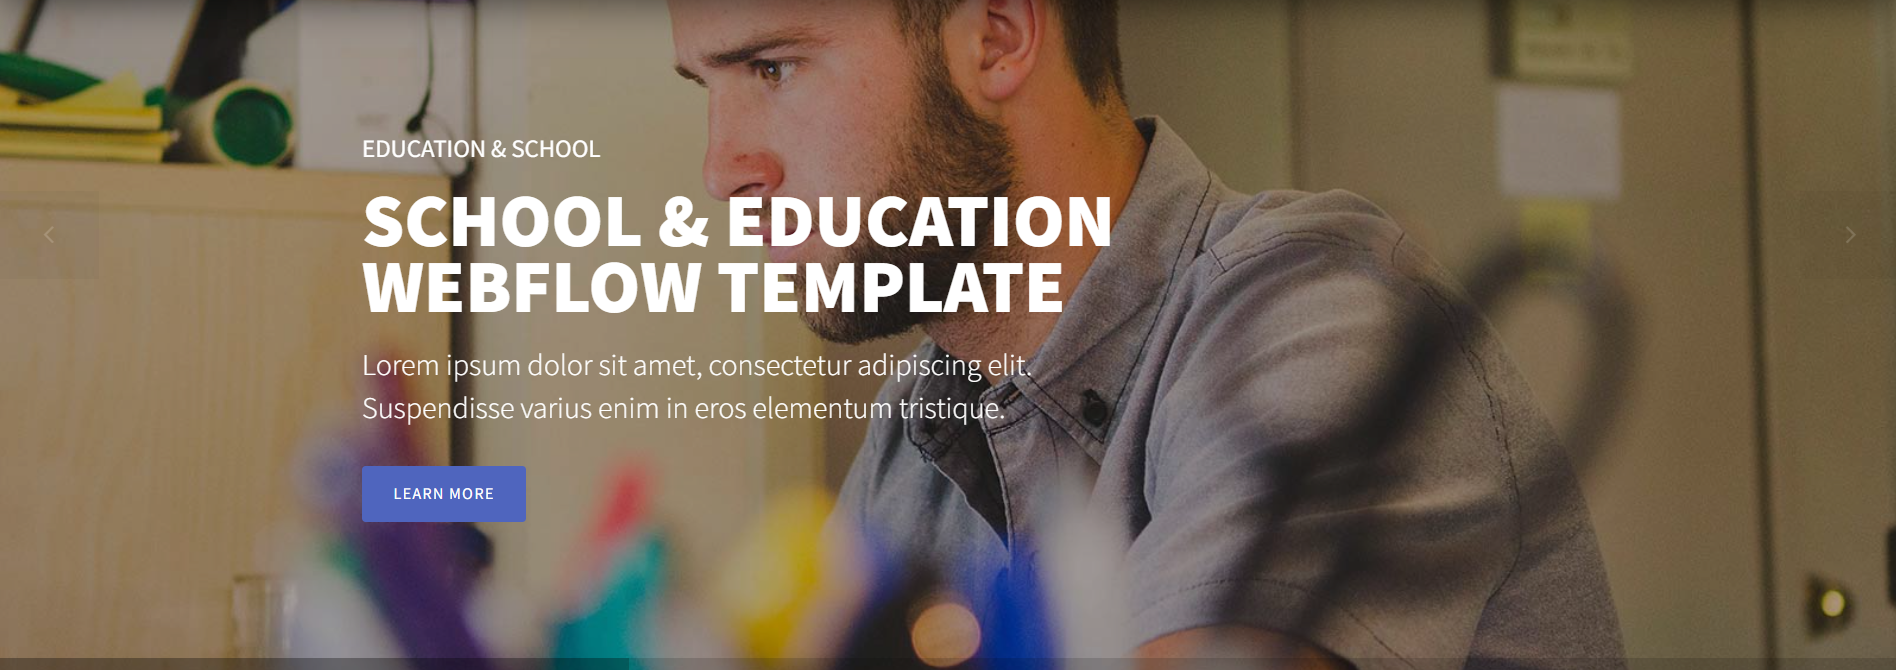 EDUCATION & SCHOOL
SCHOOL & EDUCATION
WEBFLOW TEMPLATE
Lorem ipsum dolor sit amet, consectetur adipiscing elit.
Suspendisse varius enim in eros elementum tristique.
LEARN MORE